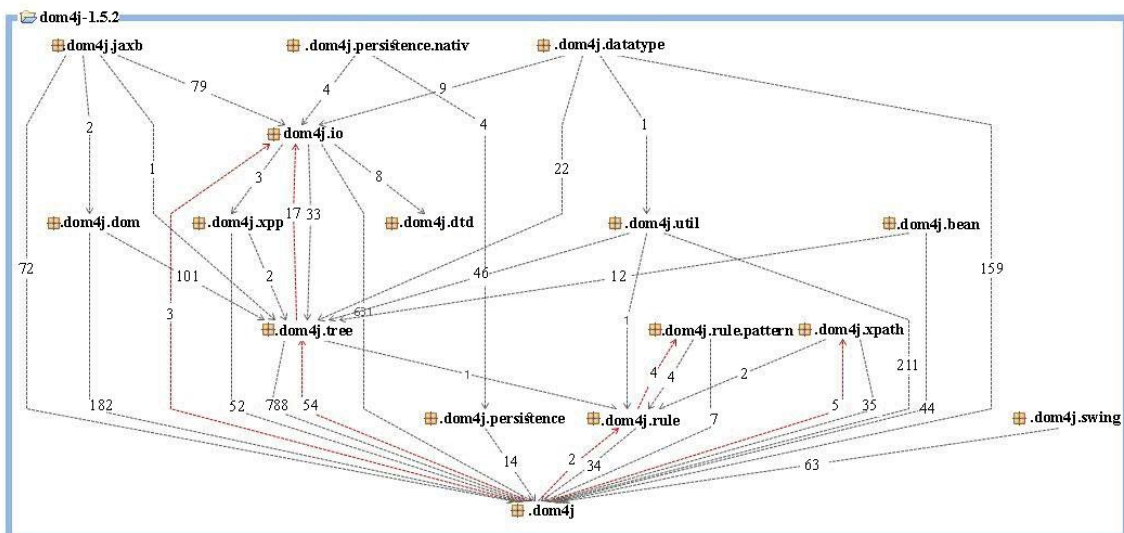 dom4j-1.5.2
.dom4j.jaxb
.dom4j.persistence.nativ
.dom4j.datatype
79
4
9
2
4
1
dom4j.io
1
3
8
22
17
33
.dom4j.dom
.dom4j.xpp
.dom4j.dtd
.dom4j.util
.dom4j.bean
72
101
2
46
12
159
3
631
1
.dom4j.tree
.dom4j.rule.pattern
.dom4j.xpath
1
4
4
2
211
182
52
788
54
5
35
44
.dom4j.persistence
.dom4j.rule
7
.dom4j.swing
14
2
34
63
.dom4j